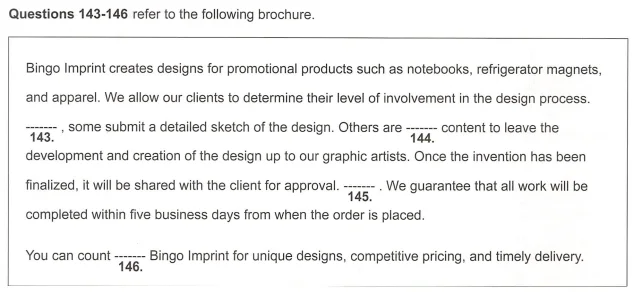 Questions 143-146 refer to the following brochure.
Bingo Imprint creates designs for promotional products such as notebooks, refrigerator magnets,
and apparel. We allow our clients to determine their level of involvement in the design process.
------- , some submit a detailed sketch of the design. Others are ------- content to leave the
143. 144.
development and creation of the design up to our graphic artists. Once the invention has been
finalized, it will be shared with the client for approval. ------- . We guarantee that all work will be
145.
completed within five business days from when the order is placed.
You can count ------- Bingo Imprint for unique designs, competitive pricing, and timely delivery.
146.